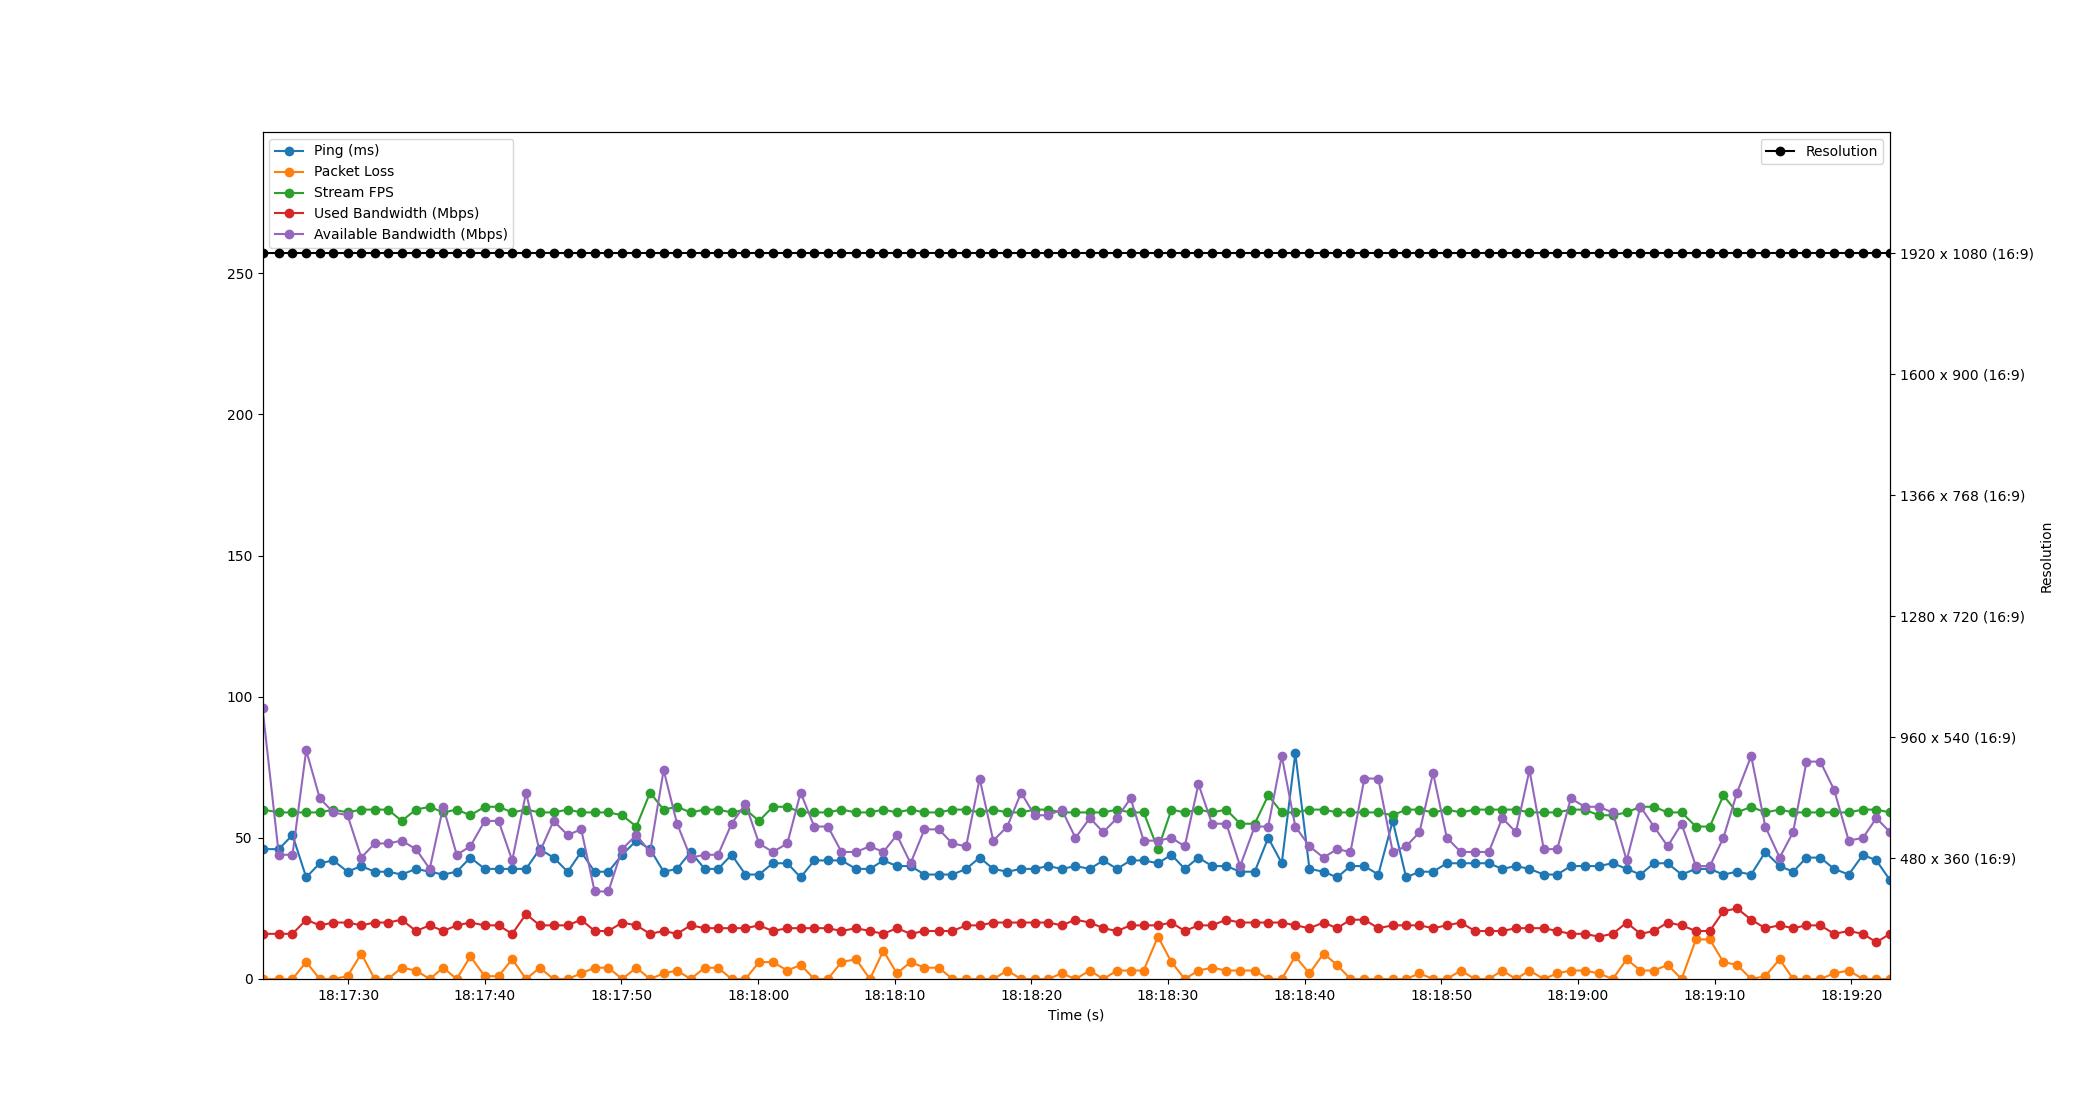 Ping (ms)
Packet Loss
Stream FPS
Used Bandwidth (Mbps)
Available Bandwidth (Mbps)
Resolution
250
200
150
100
50
0
1920 x 1080 (16:9)
1600 x 900 (16:9)
1366 x 768 (16:9)
1280 x 720 (16:9)
960 x 540 (16:9)
480 x 360 (16:9)
Resolution
18:17:30 18:17:40 18:17:50 18:18:00 18:18:10 18:18:20 18:18:30 18:18:40 18:18:50 18:19:00 18:19:10 18:19:20
Time (s)